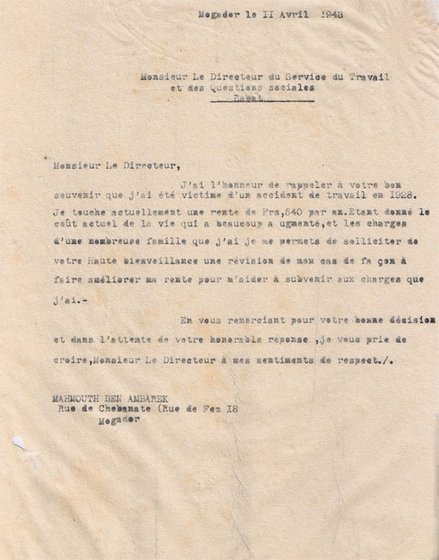 Mogador le II Avril 1948
Monsieur Le Directeur du Service du Travail
et des Questions sociales
Rabat
Monsieur Le Directeur,
J'ai l'honneur de rappeler à votre bon
souvenir que j'ai été victime d'un accident de travail en I928.
Je touche actuellement une rente de Frs,540 par an.Etant donné le
coût actuel de la vie qui a beaucoup a augmenté,et les charges
d'une nombreuse famille que j'ai je me permets de solliciter de
votre Haute bienveillance une révision de mon cas de fa çon à
faire améliorer ma rente pour m'aider à subvenir aux charges que
j'ai.-
En vous remerciant pour votre bonne décision
et dans l'attente de votre honorable réponse ,je vous prie de
croire,Monsieur Le Directeur à mes sentiments de respect./.
MAHMOUTH BEN AMBAREK
Rue de Chebanate (Rue de Fez I8
Mogador